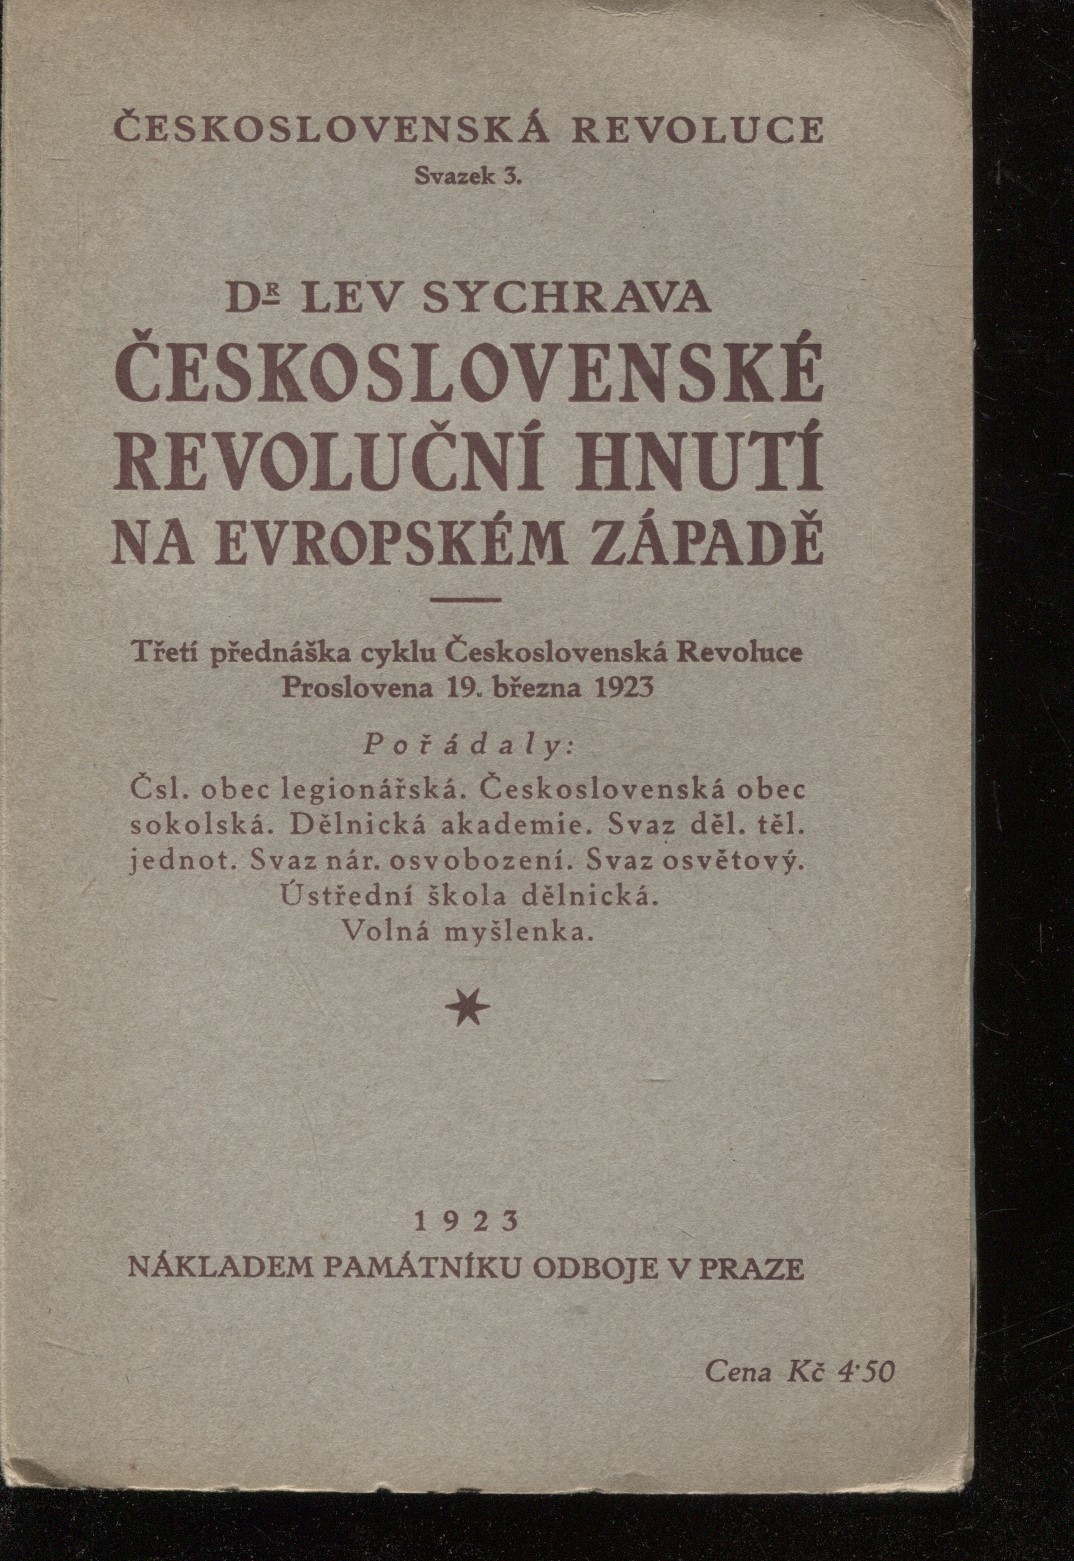 ČESKOSLOVENSKÁ REVOLUCE
Svazek 3.
DR LEV SYCHRAVA
ČESKOSLOVENSKÉ
REVOLUČNÍ HNUTÍ
NA EVROPSKÉM ZÁPADĚ
Třetí přednáška cyklu Československá Revoluce
Proslovena 19. března 1923
Pořádaly:
Čsl. obec legionářská. Československá obec
sokolská. Dělnická akademie. Svaz děl. těl.
jednot. Svaz nár. osvobození. Svaz osvětový.
Ústřední škola dělnická.
Volná myšlenka.
1923
NÁKLADEM PAMÁTNÍKU ODBOJE V PRAZE
Cena Kč 4·50